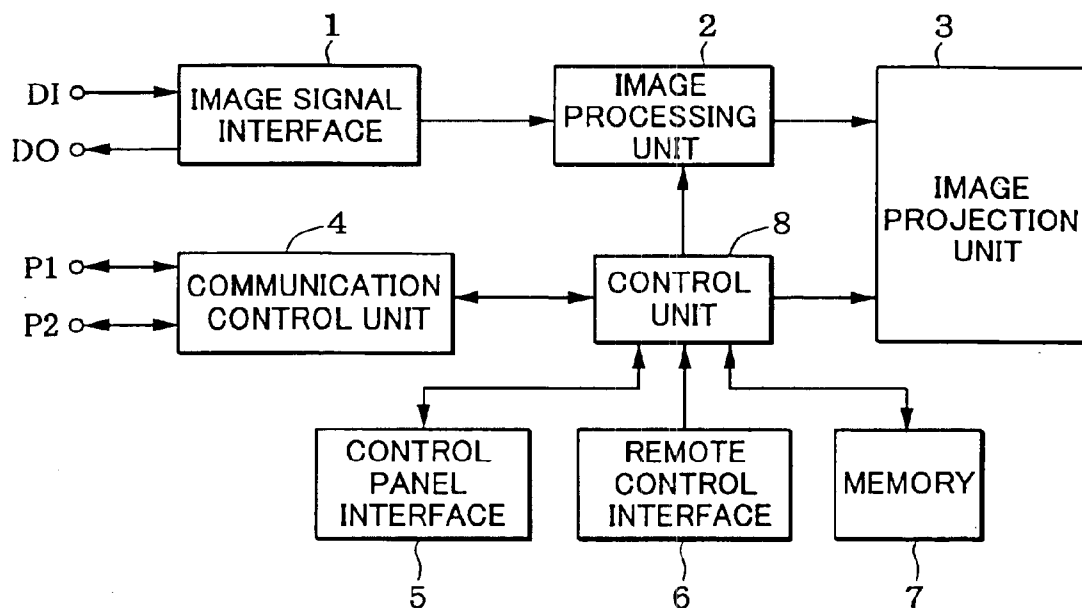 1
2
3
DI
DO
IMAGE SIGNAL
INTERFACE
IMAGE
PROCESSING
UNIT
IMAGE
PROJECTION
UNIT
4
8
P1
P2
COMMUNICATION
CONTROL UNIT
CONTROL
UNIT
CONTROL
PANEL
INTERFACE
REMOTE
CONTROL
INTERFACE
MEMORY
5
6
7